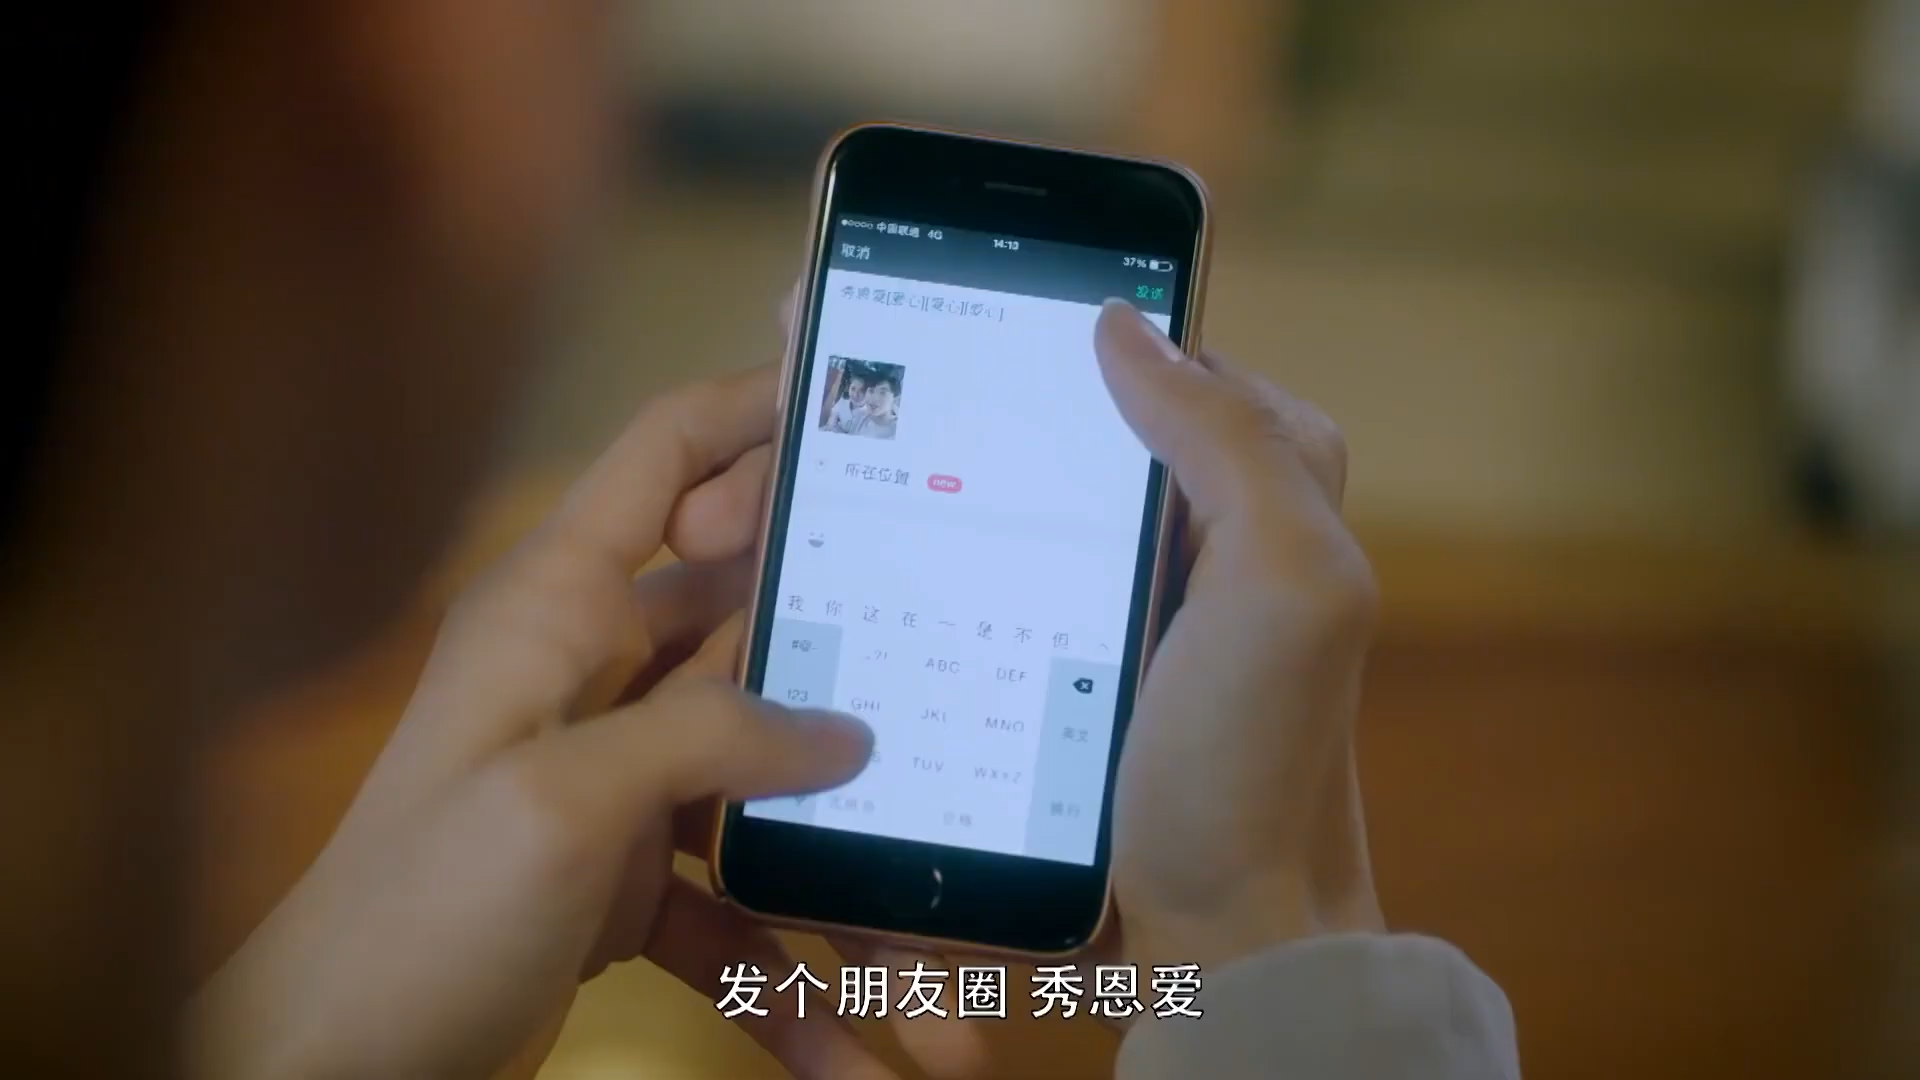 中国联通 4G 14:13 37%
取消
发送
秀恩爱[爱心][爱心][爱心]
所在位置 new
我 你 这 在 一 是 不 但
#@- ABC DEF
123 GHI JKL MNO 英文
TUV WXYZ
换行
发个朋友圈 秀恩爱